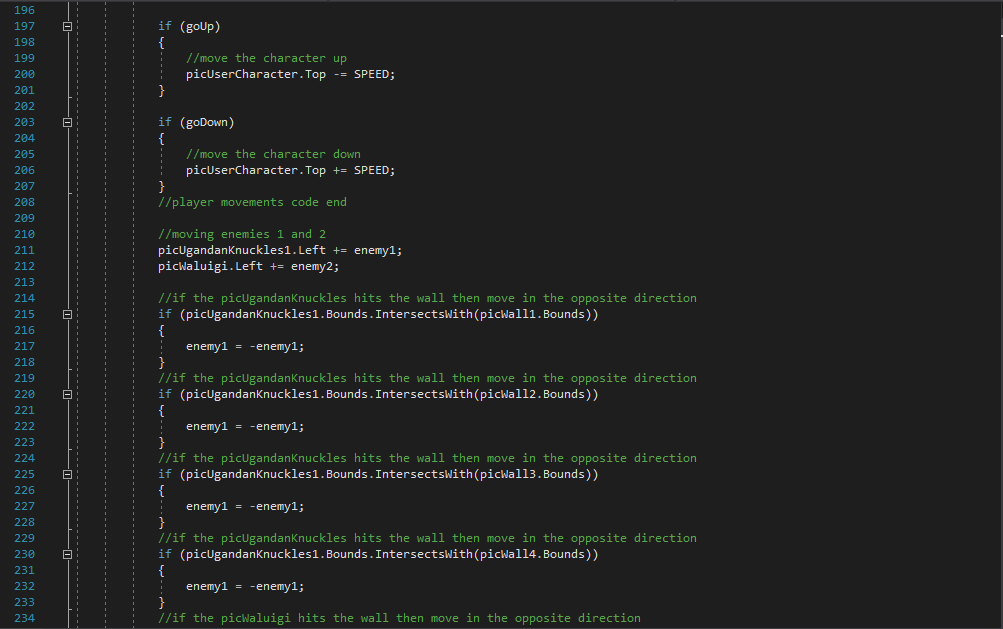 196
197 if (goUp)
198 {
199 //move the character up
200 picUserCharacter.Top -= SPEED;
201 }
202
203 if (goDown)
204 {
205 //move the character down
206 picUserCharacter.Top += SPEED;
207 }
208 //player movements code end
209
210 //moving enemies 1 and 2
211 picUgandanKnuckles1.Left += enemy1;
212 picWaluigi.Left += enemy2;
213
214 //if the picUgandanKnuckles hits the wall then move in the opposite direction
215 if (picUgandanKnuckles1.Bounds.IntersectsWith(picWall1.Bounds))
216 {
217 enemy1 = -enemy1;
218 }
219 //if the picUgandanKnuckles hits the wall then move in the opposite direction
220 if (picUgandanKnuckles1.Bounds.IntersectsWith(picWall2.Bounds))
221 {
222 enemy1 = -enemy1;
223 }
224 //if the picUgandanKnuckles hits the wall then move in the opposite direction
225 if (picUgandanKnuckles1.Bounds.IntersectsWith(picWall3.Bounds))
226 {
227 enemy1 = -enemy1;
228 }
229 //if the picUgandanKnuckles hits the wall then move in the opposite direction
230 if (picUgandanKnuckles1.Bounds.IntersectsWith(picWall4.Bounds))
231 {
232 enemy1 = -enemy1;
233 }
234 //if the picWaluigi hits the wall then move in the opposite direction